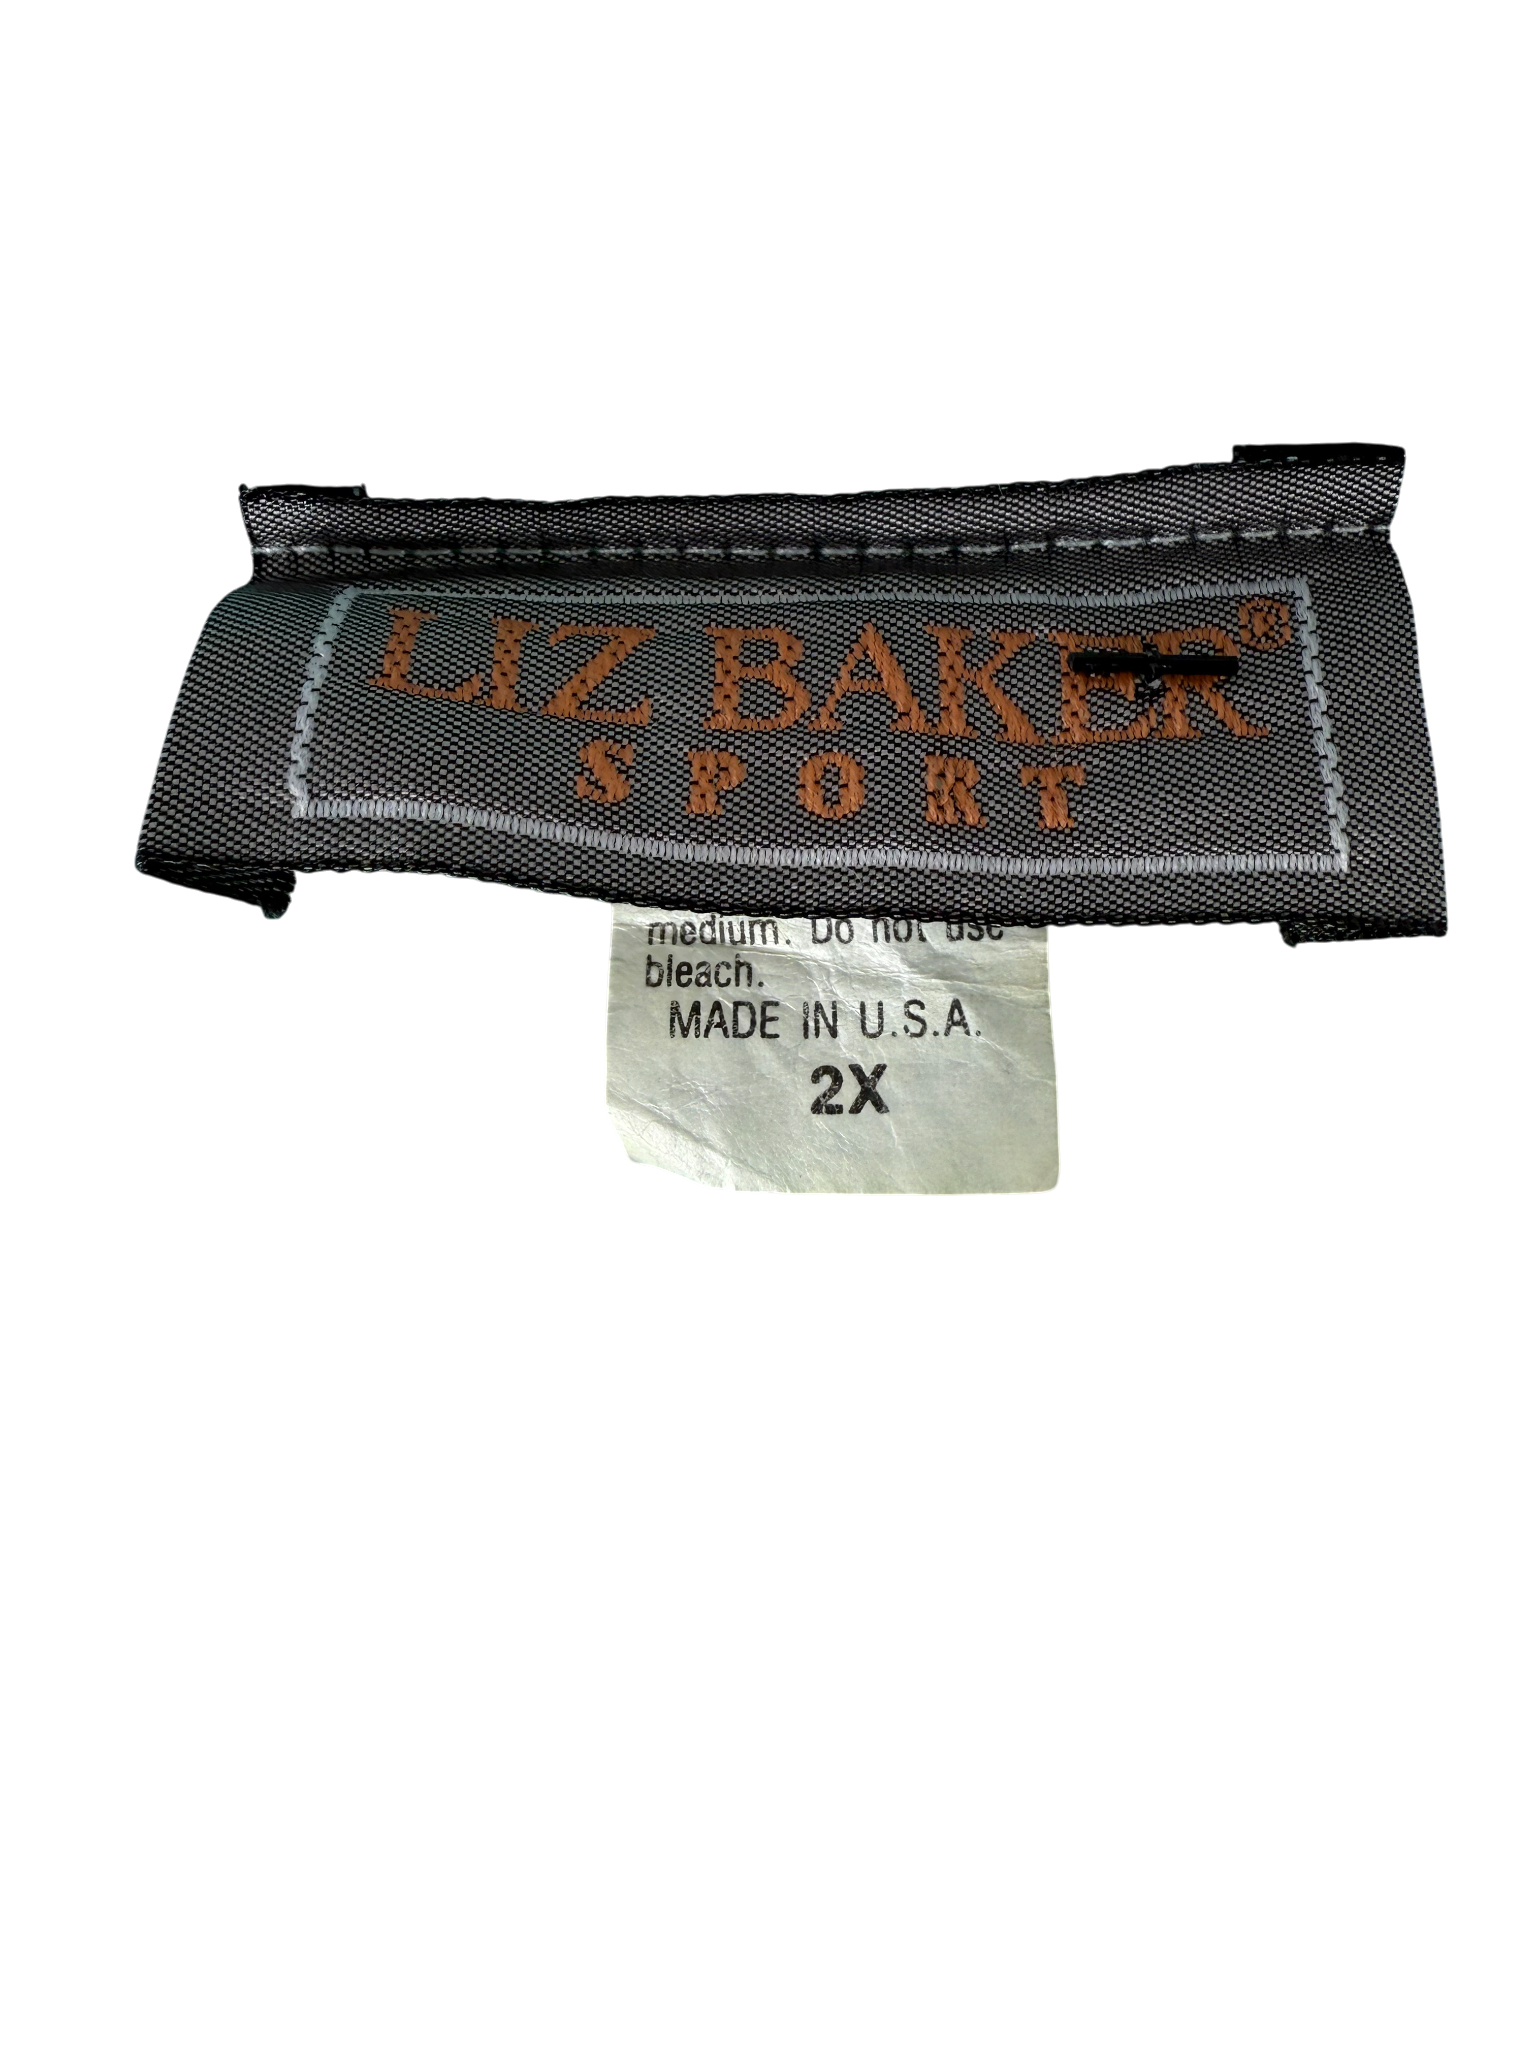 LIZ BAKER®
SPORT
medium. Do not use
bleach.
MADE IN U.S.A.
2X